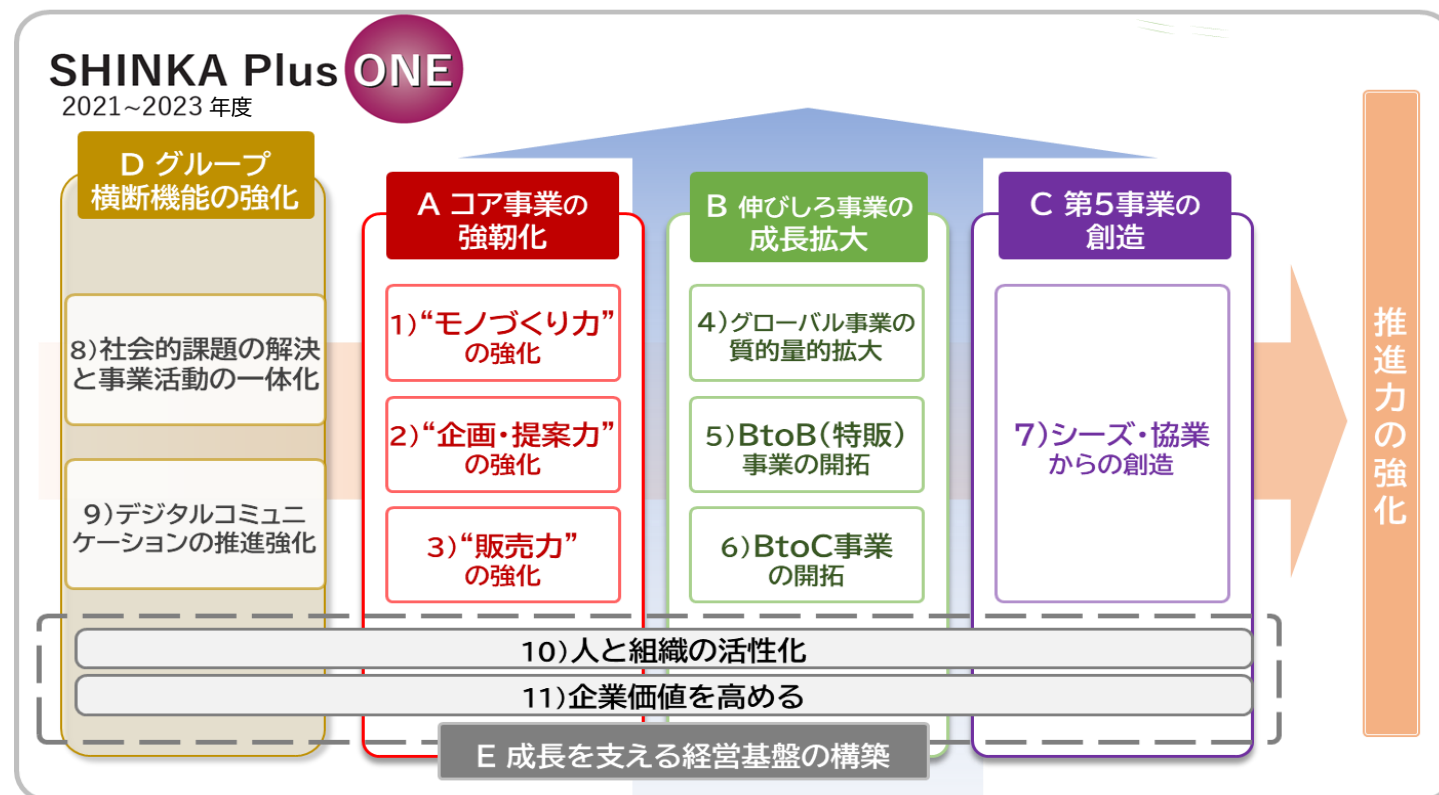 SHINKA Plus ONE
2021~2023 年度
D グループ
横断機能の強化
8)社会的課題の解決
と事業活動の一体化
9)デジタルコミュニ
ケーションの推進強化
A コア事業の
強靭化
1)“モノづくり力”
の強化
2)“企画・提案力”
の強化
3)“販売力”
の強化
B 伸びしろ事業の
成長拡大
4)グローバル事業の
質的量的拡大
5)BtoB(特販)
事業の開拓
6)BtoC事業
の開拓
C 第5事業の
創造
7)シーズ・協業
からの創造
10)人と組織の活性化
11)企業価値を高める
E 成長を支える経営基盤の構築
推進力の強化